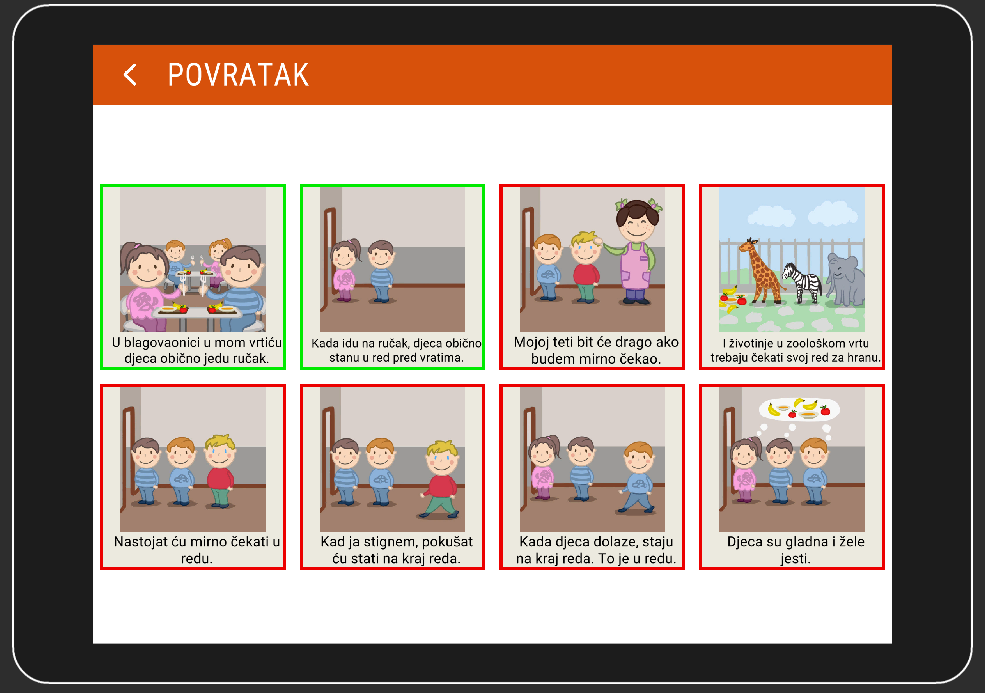 POVRATAK
U blagovaonici u mom vrtiću
djeca obično jedu ručak.
Kada idu na ručak, djeca obično
stanu u red pred vratima.
Mojoj teti bit će drago ako
budem mirno čekao.
I životinje u zoološkom vrtu
trebaju čekati svoj red za hranu.
Nastojat ću mirno čekati u
redu.
Kad ja stignem, pokušat
ću stati na kraj reda.
Kada djeca dolaze, staju
na kraj reda. To je u redu.
Djeca su gladna i žele
jesti.